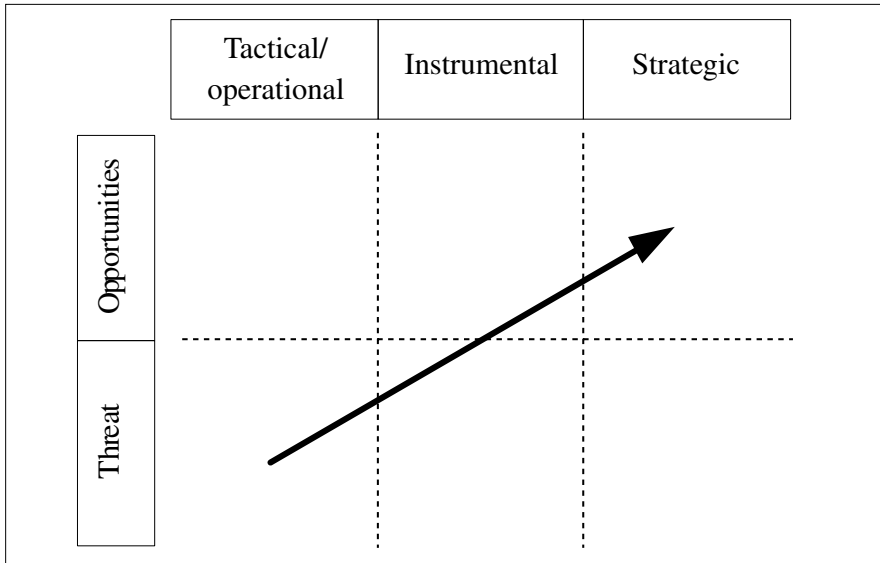 Tactical/
operational
Instrumental
Strategic
Opportunities
Threat